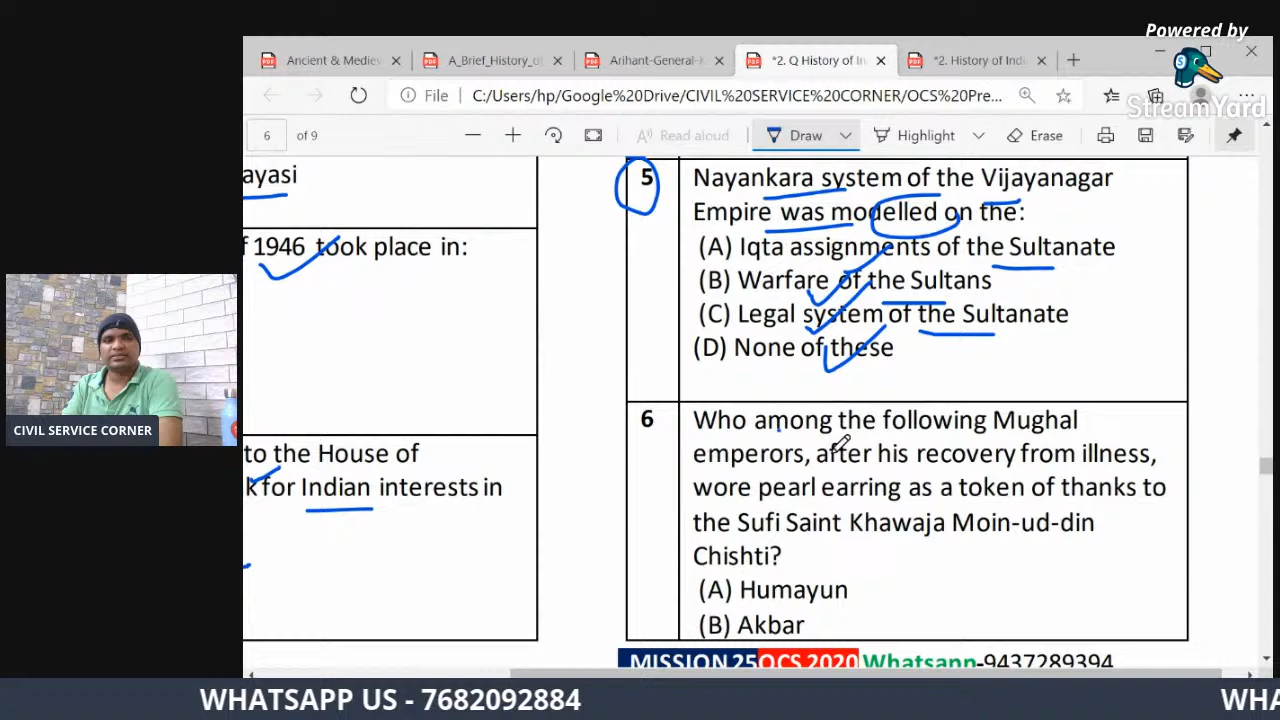 Powered by
Ancient & Mediev
A_Brief_History_of
Arihant-General-K
*2. Q History of In
*2. History of Indi
File
C:/Users/hp/Google%20Drive/CIVIL%20SERVICE%20CORNER/OCS%20Pre...
StreamYard
6 of 9
Read aloud
Draw
Highlight
Erase
ayasi
f 1946 took place in:
to the House of
k for Indian interests in
5
Nayankara system of the Vijayanagar
Empire was modelled on the:
(A) Iqta assignments of the Sultanate
(B) Warfare of the Sultans
(C) Legal system of the Sultanate
(D) None of these
6
Who among the following Mughal
emperors, after his recovery from illness,
wore pearl earring as a token of thanks to
the Sufi Saint Khawaja Moin-ud-din
Chishti?
(A) Humayun
(B) Akbar
MISSION 25 OCS 2020 Whatsapp-9437289394
CIVIL SERVICE CORNER
WHATSAPP US - 7682092884
WHA